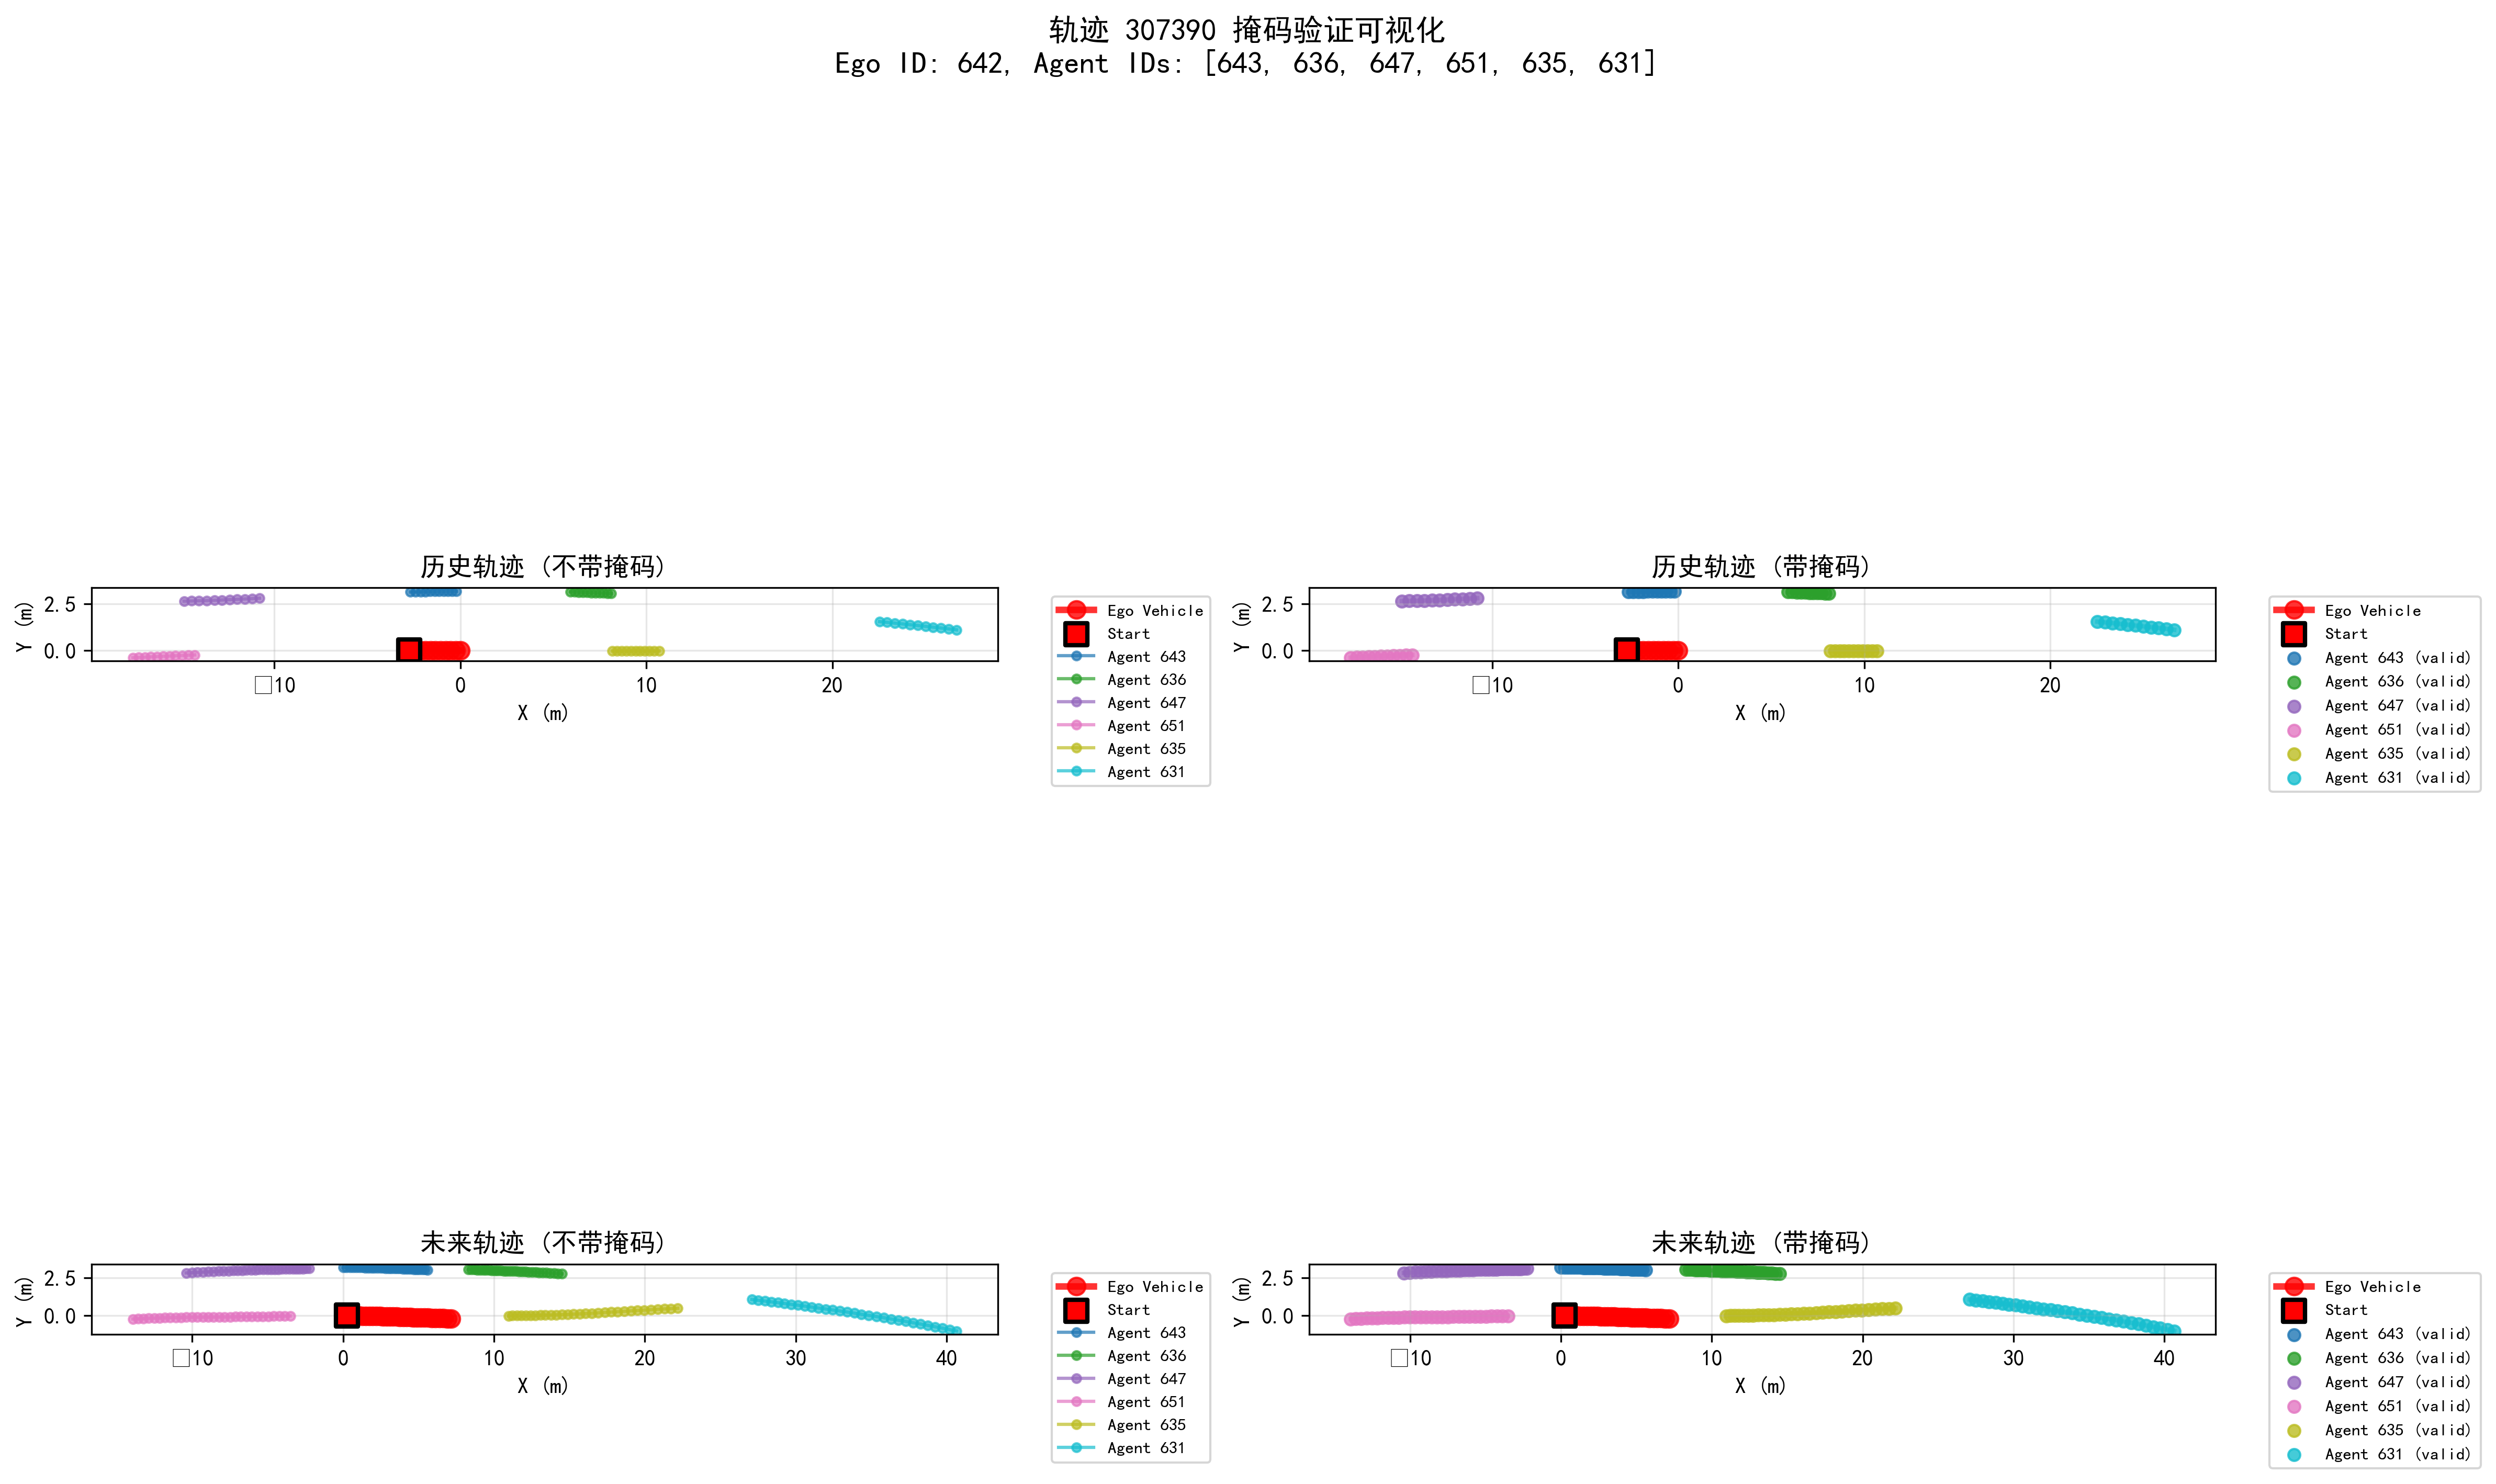 轨迹 307390 掩码验证可视化
Ego ID: 642, Agent IDs: [643, 636, 647, 651, 635, 631]
历史轨迹 (不带掩码)
Y (m)
2.5
0.0
□10 0 10 20
X (m)
Ego Vehicle
Start
Agent 643
Agent 636
Agent 647
Agent 651
Agent 635
Agent 631
历史轨迹 (带掩码)
Y (m)
2.5
0.0
□10 0 10 20
X (m)
Ego Vehicle
Start
Agent 643 (valid)
Agent 636 (valid)
Agent 647 (valid)
Agent 651 (valid)
Agent 635 (valid)
Agent 631 (valid)
未来轨迹 (不带掩码)
Y (m)
2.5
0.0
□10 0 10 20 30 40
X (m)
Ego Vehicle
Start
Agent 643
Agent 636
Agent 647
Agent 651
Agent 635
Agent 631
未来轨迹 (带掩码)
Y (m)
2.5
0.0
□10 0 10 20 30 40
X (m)
Ego Vehicle
Start
Agent 643 (valid)
Agent 636 (valid)
Agent 647 (valid)
Agent 651 (valid)
Agent 635 (valid)
Agent 631 (valid)